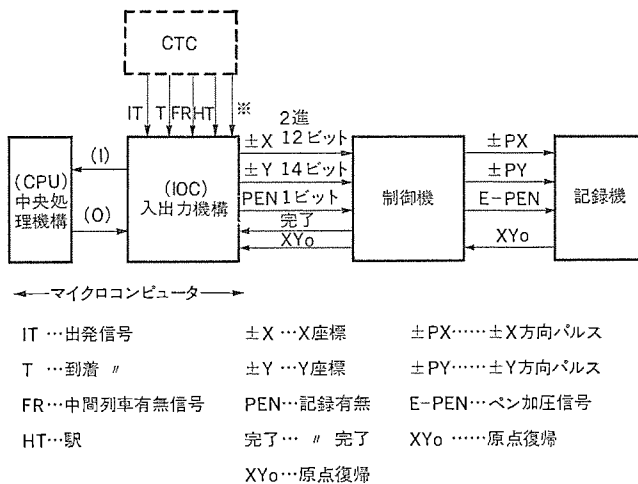 CTC
IT T FR HT ※
2進
±X 12ビット
±Y 14ビット
PEN 1ビット
完了
XYo
(CPU)
中央処
理機構
(I)
(O)
(IOC)
入出力機構
制御機
±PX
±PY
E-PEN
XYo
記録機
マイクロコンピュータ
IT…出発信号
T…到着 〃
FR…中間列車有無信号
HT…駅
±X…X座標
±Y…Y座標
PEN…記録有無
完了… 〃 完了
XYo…原点復帰
±PX……±X方向パルス
±PY……±Y方向パルス
E-PEN…ペン加圧信号
XYo ……原点復帰